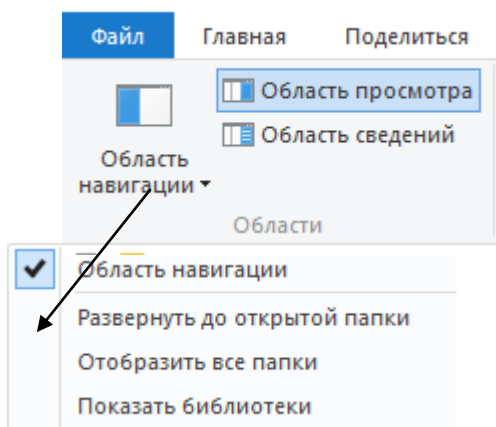 Файл Главная Поделиться
Область просмотра
Область сведений
Область
навигации
Области
Область навигации
Развернуть до открытой папки
Отобразить все папки
Показать библиотеки